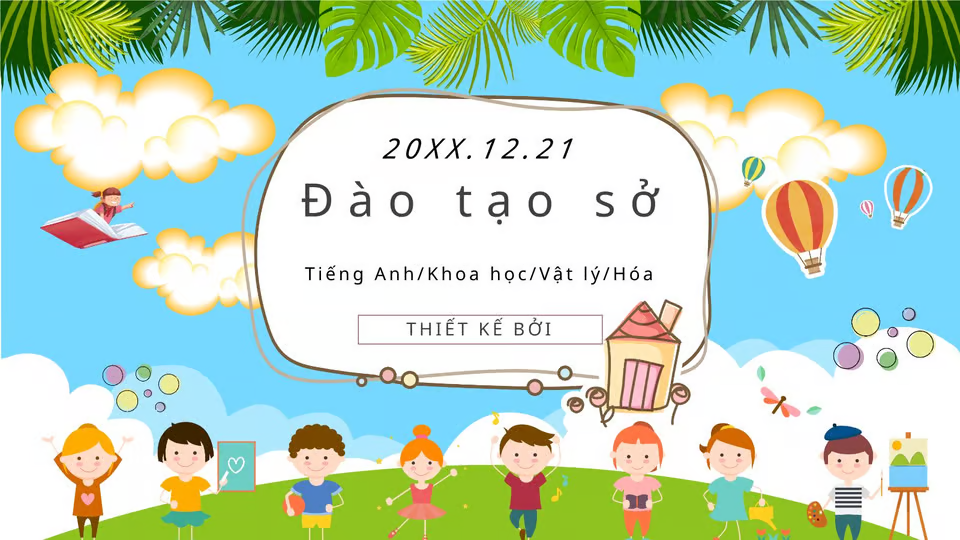 20XX.12.21
Đào tạo sở
Tiếng Anh/Khoa học/Vật lý/Hóa
THIẾT KẾ BỞI